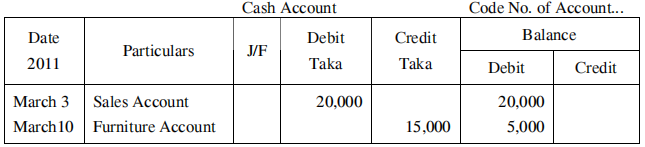 Cash Account Code No. of Account...
Date 2011 Particulars J/F Debit Taka Credit Taka Balance
Debit Credit
March 3 Sales Account 20,000 20,000
March10 Furniture Account 15,000 5,000